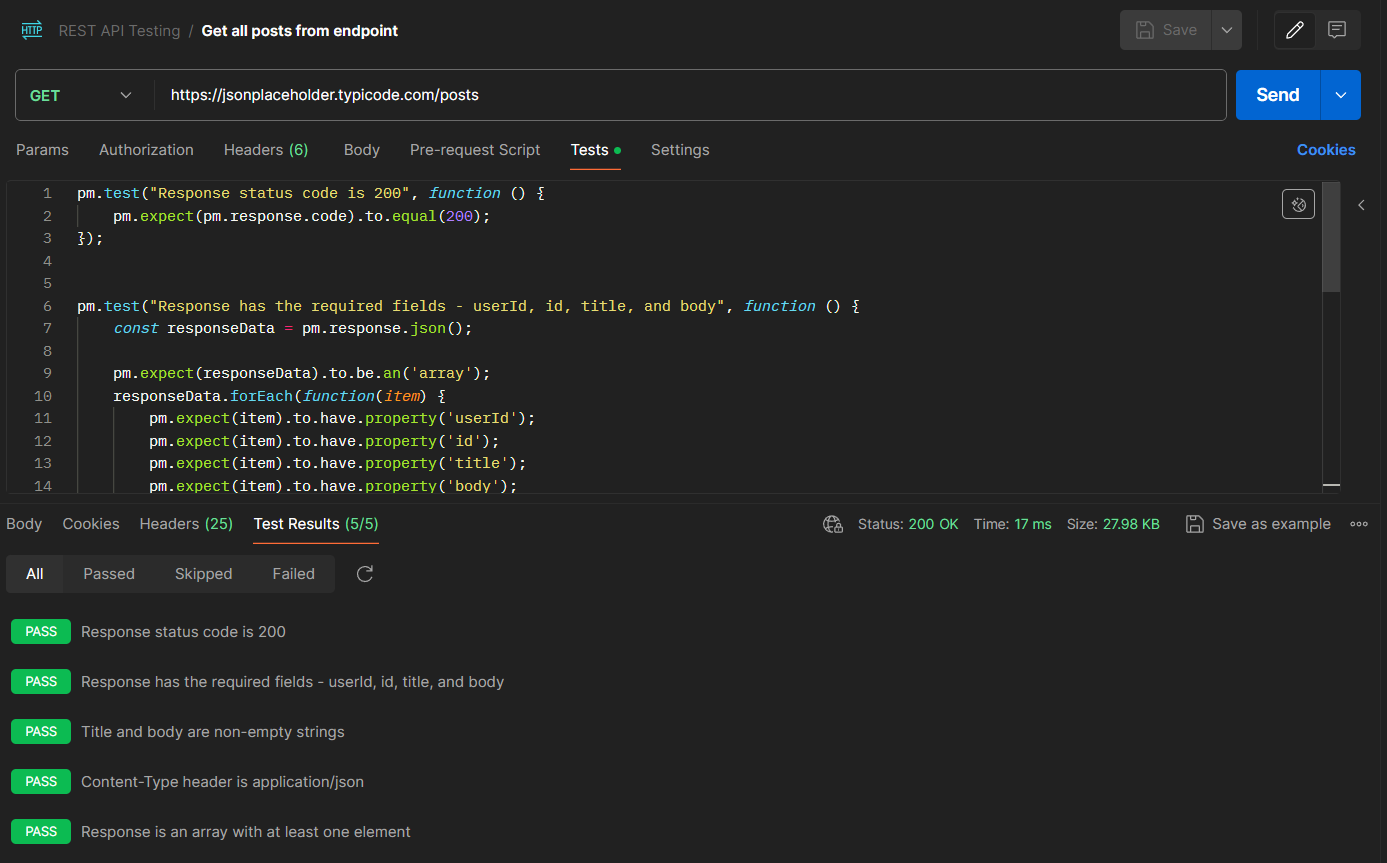 HTTP REST API Testing / Get all posts from endpoint Save
GET https://jsonplaceholder.typicode.com/posts Send
Params Authorization Headers (6) Body Pre-request Script Tests Settings Cookies
1 pm.test("Response status code is 200", function () {
2 pm.expect(pm.response.code).to.equal(200);
3 });
4
5
6 pm.test("Response has the required fields - userId, id, title, and body", function () {
7 const responseData = pm.response.json();
8
9 pm.expect(responseData).to.be.an('array');
10 responseData.forEach(function(item) {
11 pm.expect(item).to.have.property('userId');
12 pm.expect(item).to.have.property('id');
13 pm.expect(item).to.have.property('title');
14 pm.expect(item).to.have.property('body');
Body Cookies Headers (25) Test Results (5/5) Status: 200 OK Time: 17 ms Size: 27.98 KB Save as example
All Passed Skipped Failed
PASS Response status code is 200
PASS Response has the required fields - userId, id, title, and body
PASS Title and body are non-empty strings
PASS Content-Type header is application/json
PASS Response is an array with at least one element